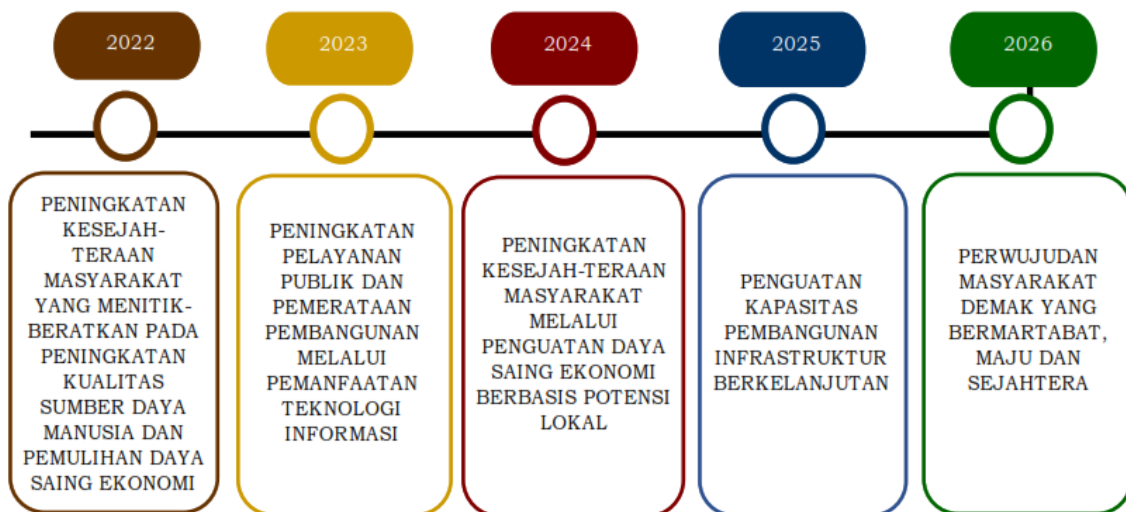 2022
2023
2024
2025
2026
PENINGKATAN
KESEJAH-
TERAAN
MASYARAKAT
YANG MENITIK-
BERATKAN PADA
PENINGKATAN
KUALITAS
SUMBER DAYA
MANUSIA DAN
PEMULIHAN DAYA
SAING EKONOMI
PENINGKATAN
PELAYANAN
PUBLIK DAN
PEMERATAAN
PEMBANGUNAN
MELALUI
PEMANFAATAN
TEKNOLOGI
INFORMASI
PENINGKATAN
KESEJAH-TERAAN
MASYARAKAT
MELALUI
PENGUATAN DAYA
SAING EKONOMI
BERBASIS POTENSI
LOKAL
PENGUATAN
KAPASITAS
PEMBANGUNAN
INFRASTRUKTUR
BERKELANJUTAN
PERWUJUDAN
MASYARAKAT
DEMAK YANG
BERMARTABAT,
MAJU DAN
SEJAHTERA